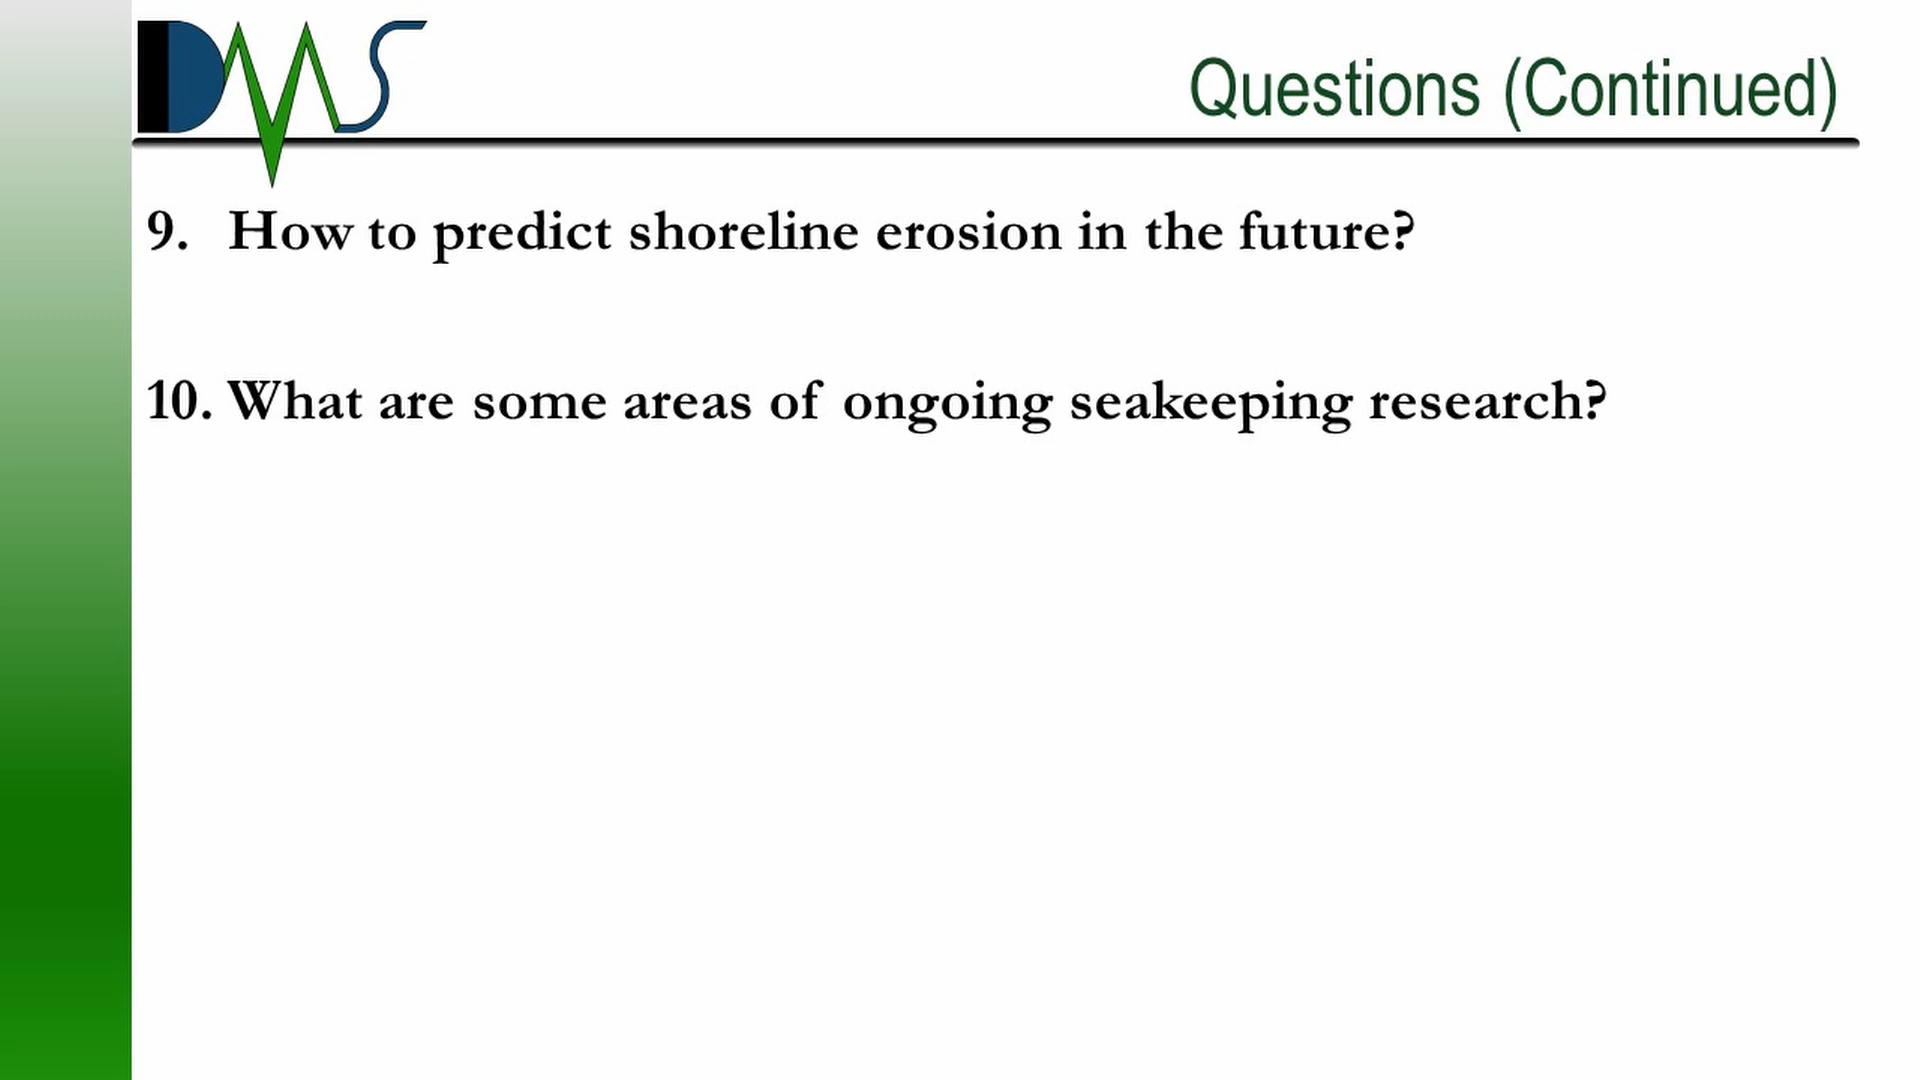 DMS
Questions (Continued)
9. How to predict shoreline erosion in the future?
10. What are some areas of ongoing seakeeping research?